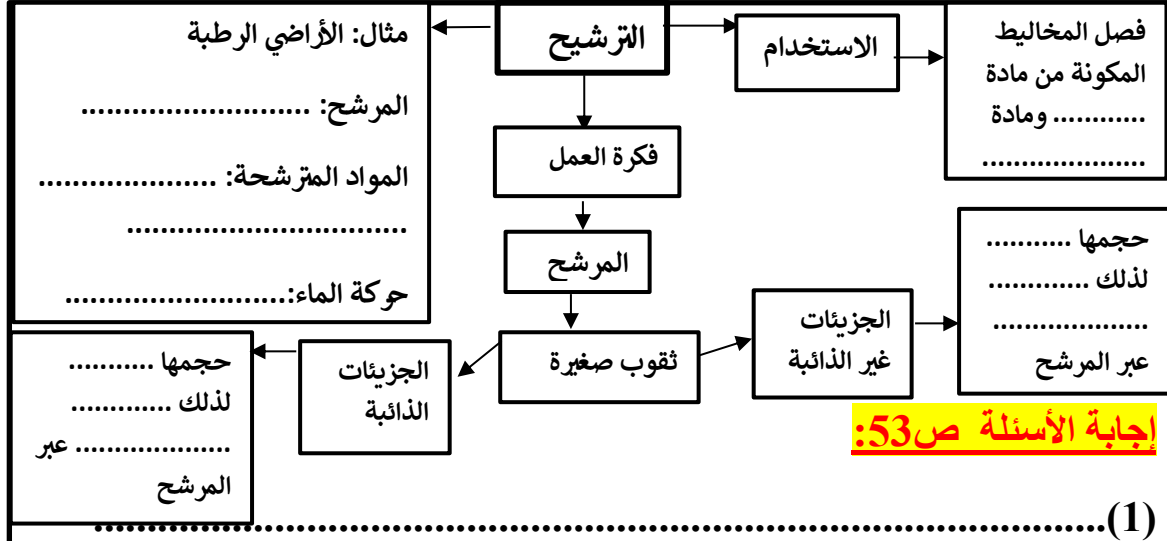 الترشيح
الاستخدام
فصل المخاليط
المكونة من مادة
............ ومادة
.....................
مثال: الأراضي الرطبة
المرشح: ...........................
المواد المترشحة: .....................
.................................
حركة الماء:..........................
فكرة العمل
المرشح
ثقوب صغيرة
الجزيئات
غير الذائبة
حجمها ...........
لذلك .............
....................
عبر المرشح
الجزيئات
الذائبة
حجمها ...........
لذلك .............
.................... عبر
المرشح
إجابة الأسئلة ص53:
(1)..........................................................................................